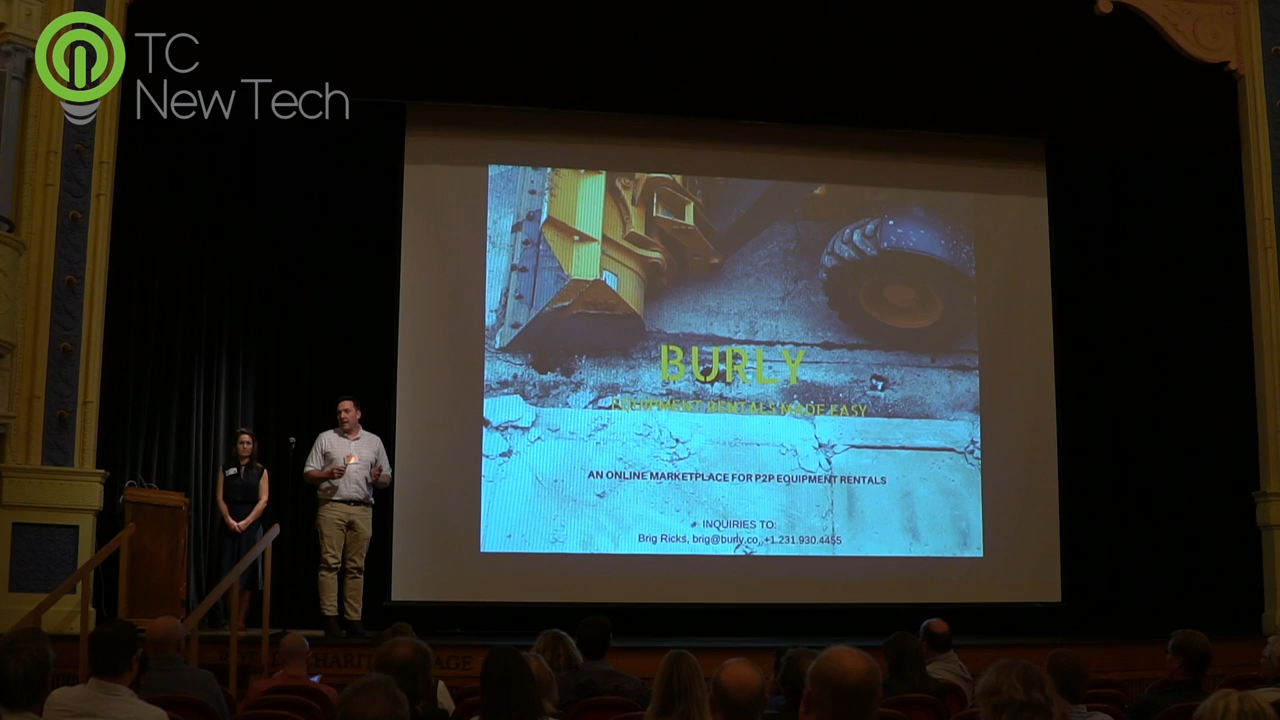 TC
NewTech
BURLY
EQUIPMENT RENTALS MADE EASY
AN ONLINE MARKETPLACE FOR P2P EQUIPMENT RENTALS
INQUIRIES TO:
Brig Ricks, brig@burly.co, +1.231.930.4455